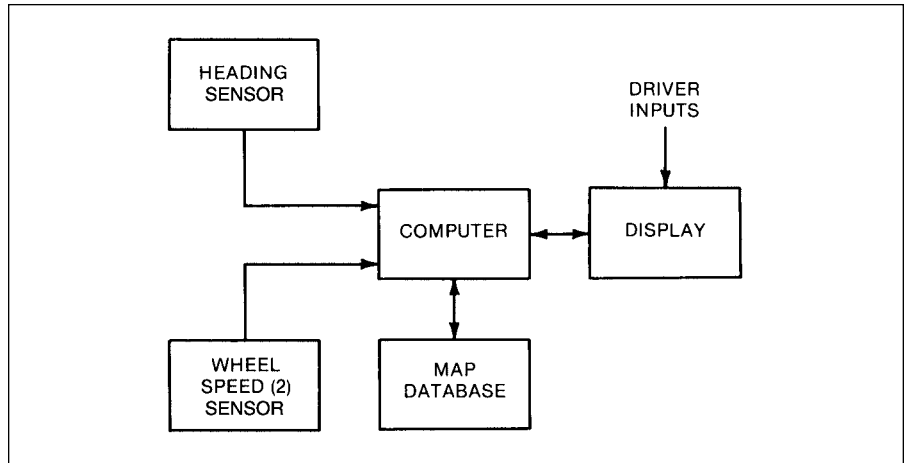 HEADING
SENSOR
DRIVER
INPUTS
COMPUTER
DISPLAY
WHEEL
SPEED (2)
SENSOR
MAP
DATABASE